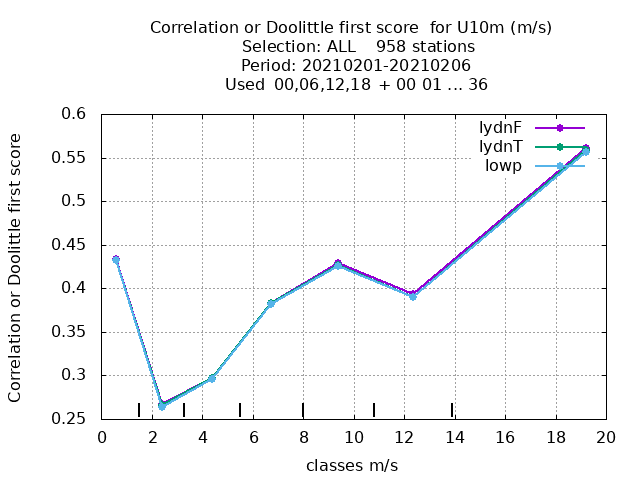 Correlation or Doolittle first score  for U10m (m/s)
Selection: ALL    958 stations
Period: 20210201-20210206
Used  00,06,12,18  + 00 01 ... 36
Correlation or Doolittle first score
0.6
0.55
0.5
0.45
0.4
0.35
0.3
0.25
lydnF
lydnT
lowp
0 2 4 6 8 10 12 14 16 18 20
classes m/s